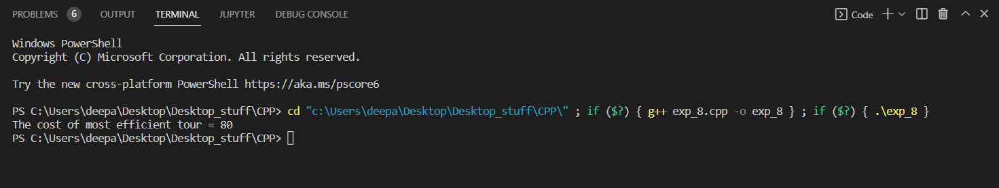 PROBLEMS 6 OUTPUT TERMINAL JUPYTER DEBUG CONSOLE Code
Windows PowerShell
Copyright (C) Microsoft Corporation. All rights reserved.
Try the new cross-platform PowerShell https://aka.ms/pscore6
PS C:\Users\deepa\Desktop\Desktop_stuff\CPP> cd "c:\Users\deepa\Desktop\Desktop_stuff\CPP\" ; if ($?) { g++ exp_8.cpp -o exp_8 } ; if ($?) { .\exp_8 }
The cost of most efficient tour = 80
PS C:\Users\deepa\Desktop\Desktop_stuff\CPP>